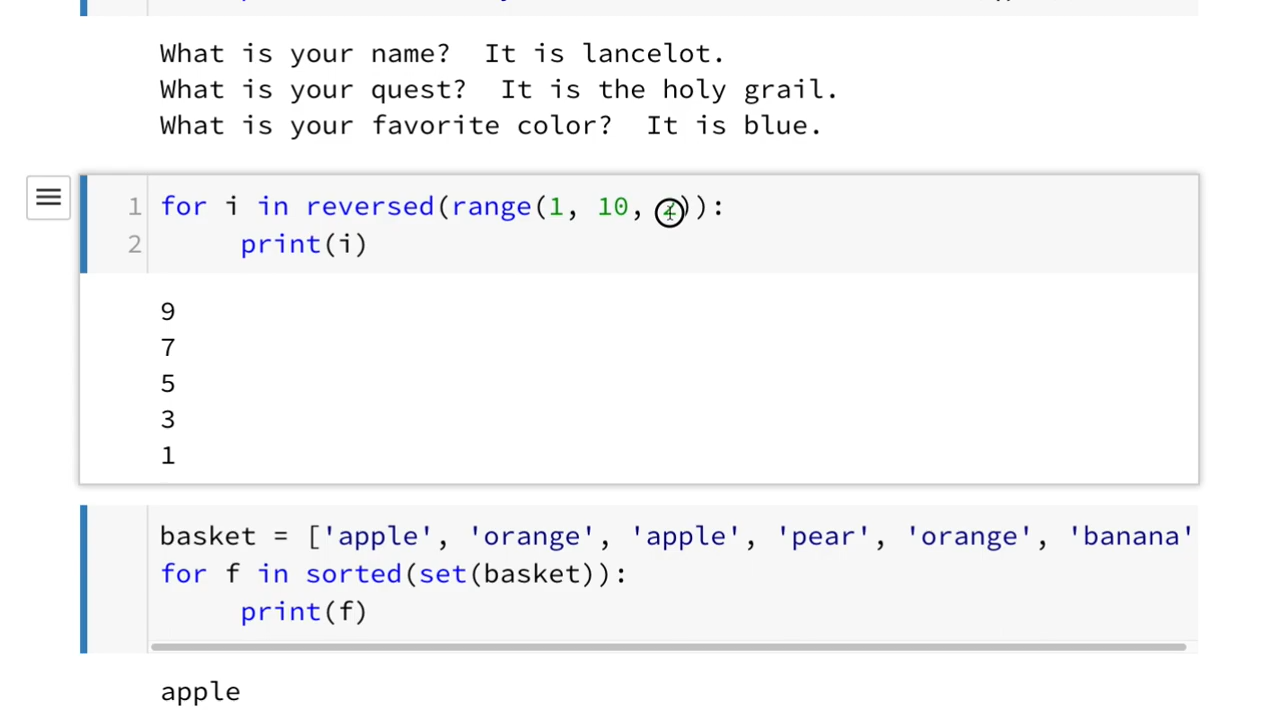 What is your name?  It is lancelot.
What is your quest?  It is the holy grail.
What is your favorite color?  It is blue.
1 for i in reversed(range(1, 10, 2)):
2     print(i)
9
7
5
3
1
basket = ['apple', 'orange', 'apple', 'pear', 'orange', 'banana'
for f in sorted(set(basket)):
     print(f)
apple